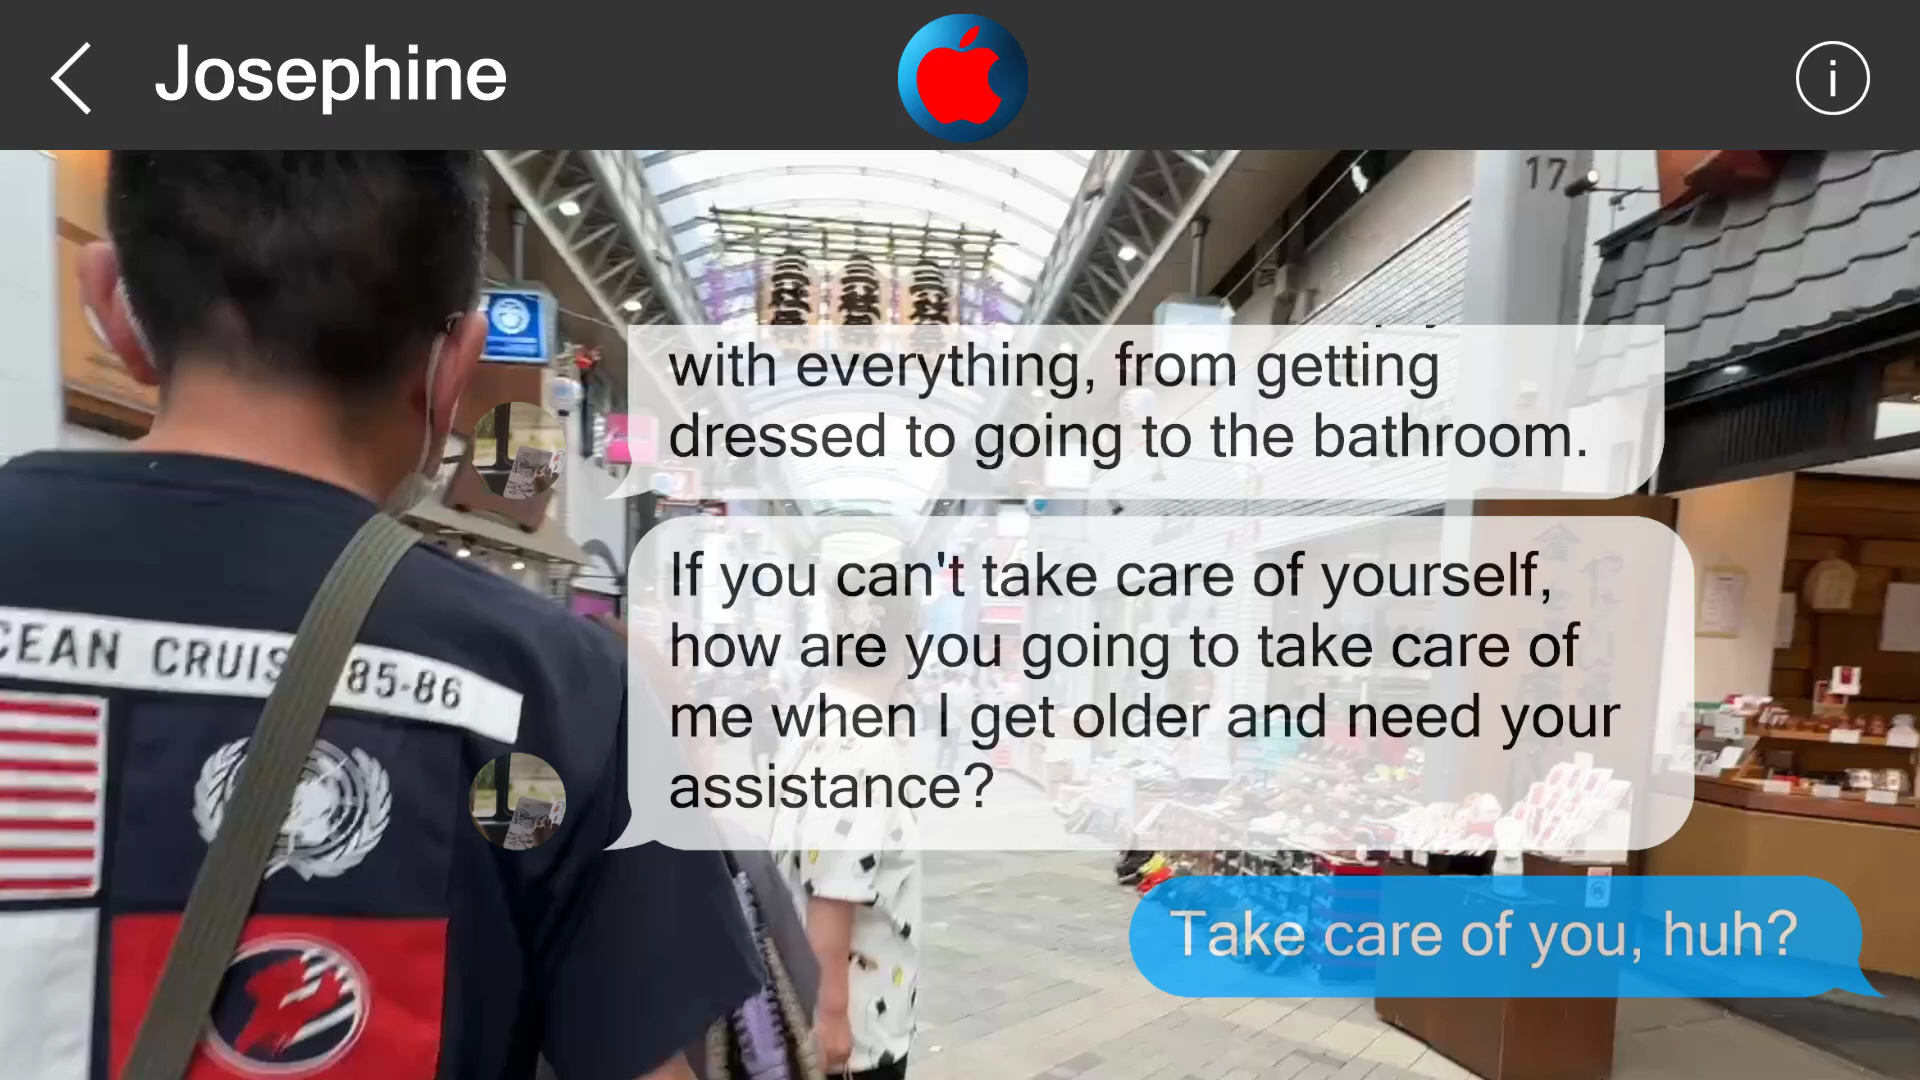 Josephine
i
17
with everything, from getting
dressed to going to the bathroom.
If you can't take care of yourself,
how are you going to take care of
me when I get older and need your
assistance?
Take care of you, huh?
CEAN CRUIS 85-86